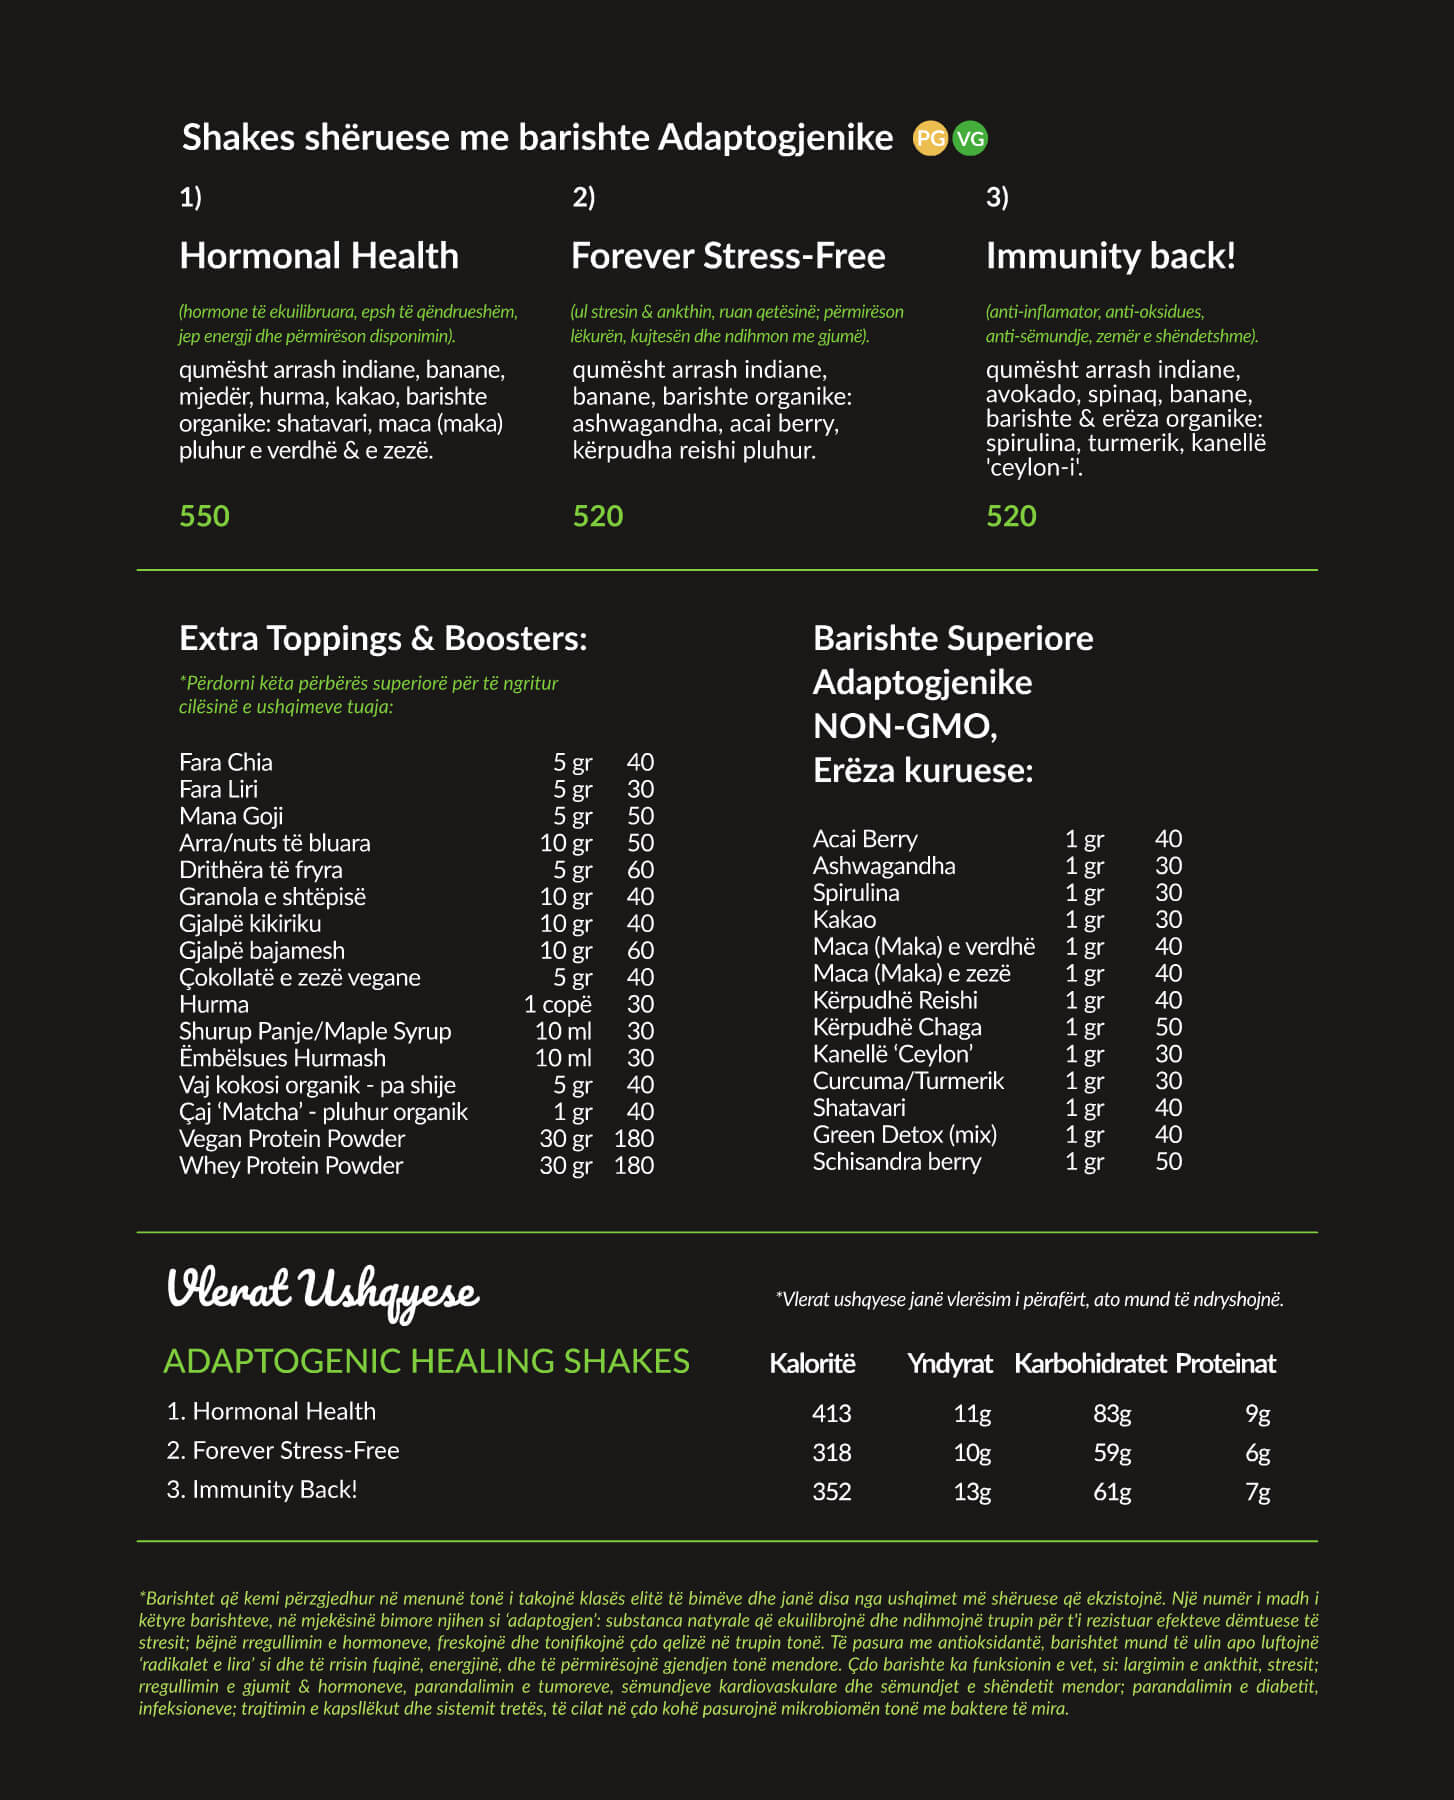 Shakes shëruese me barishte Adaptogjenike PG VG
1)
Hormonal Health
(hormone të ekuilibruara, epsh të qëndrueshëm,
jep energji dhe përmirëson disponimin).
qumësht arrash indiane, banane,
mjedër, hurma, kakao, barishte
organike: shatavari, maca (maka)
pluhur e verdhë & e zezë.
550
2)
Forever Stress-Free
(ul stresin & ankthin, ruan qetësinë; përmirëson
lëkurën, kujtesën dhe ndihmon me gjumë).
qumësht arrash indiane,
banane, barishte organike:
ashwagandha, acai berry,
kërpudha reishi pluhur.
520
3)
Immunity back!
(anti-inflamator, anti-oksidues,
anti-sëmundje, zemër e shëndetshme).
qumësht arrash indiane,
avokado, spinaq, banane,
barishte & erëza organike:
spirulina, turmerik, kanellë
'ceylon-i'.
520
Extra Toppings & Boosters:
*Përdorni këta përbërës superiorë për të ngritur
cilësinë e ushqimeve tuaja:
Fara Chia 5 gr 40
Fara Liri 5 gr 30
Mana Goji 5 gr 50
Arra/nuts të bluara 10 gr 50
Drithëra të fryra 5 gr 60
Granola e shtëpisë 10 gr 40
Gjalpë kikiriku 10 gr 40
Gjalpë bajamesh 10 gr 60
Çokollatë e zezë vegane 5 gr 40
Hurma 1 copë 30
Shurup Panje/Maple Syrup 10 ml 30
Ëmbëlsues Hurmash 10 ml 30
Vaj kokosi organik - pa shije 5 gr 40
Çaj ‘Matcha’ - pluhur organik 1 gr 40
Vegan Protein Powder 30 gr 180
Whey Protein Powder 30 gr 180
Barishte Superiore
Adaptogjenike
NON-GMO,
Erëza kuruese:
Acai Berry 1 gr 40
Ashwagandha 1 gr 30
Spirulina 1 gr 30
Kakao 1 gr 30
Maca (Maka) e verdhë 1 gr 40
Maca (Maka) e zezë 1 gr 40
Kërpudhë Reishi 1 gr 40
Kërpudhë Chaga 1 gr 50
Kanellë ‘Ceylon’ 1 gr 30
Curcuma/Turmerik 1 gr 30
Shatavari 1 gr 40
Green Detox (mix) 1 gr 40
Schisandra berry 1 gr 50
Vlerat Ushqyese
*Vlerat ushqyese janë vlerësim i përafërt, ato mund të ndryshojnë.
ADAPTOGENIC HEALING SHAKES Kaloritë Yndyrat Karbohidratet Proteinat
1. Hormonal Health 413 11g 83g 9g
2. Forever Stress-Free 318 10g 59g 6g
3. Immunity Back! 352 13g 61g 7g
*Barishtet që kemi përzgjedhur në menunë tonë i takojnë klasës elitë të bimëve dhe janë disa nga ushqimet më shëruese që ekzistojnë. Një numër i madh i
këtyre barishteve, në mjekësinë bimore njihen si ‘adaptogjen’: substanca natyrale që ekuilibrojnë dhe ndihmojnë trupin për t'i rezistuar efekteve dëmtuese të
stresit; bëjnë rregullimin e hormoneve, freskojnë dhe tonifikojnë çdo qelizë në trupin tonë. Të pasura me antioksidantë, barishtet mund të ulin apo luftojnë
‘radikalet e lira’ si dhe të rrisin fuqinë, energjinë, dhe të përmirësojnë gjendjen tonë mendore. Çdo barishte ka funksionin e vet, si: largimin e ankthit, stresit;
rregullimin e gjumit & hormoneve, parandalimin e tumoreve, sëmundjeve kardiovaskulare dhe sëmundjet e shëndetit mendor; parandalimin e diabetit,
infeksioneve; trajtimin e kapsllëkut dhe sistemit tretës, të cilat në çdo kohë pasurojnë mikrobiomën tonë me baktere të mira.